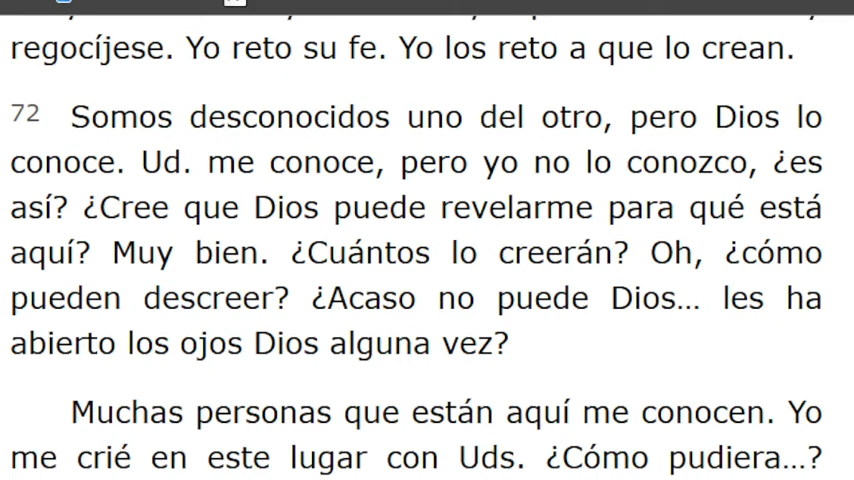 regocíjese. Yo reto su fe. Yo los reto a que lo crean.
72 Somos desconocidos uno del otro, pero Dios lo
conoce. Ud. me conoce, pero yo no lo conozco, ¿es
así? ¿Cree que Dios puede revelarme para qué está
aquí? Muy bien. ¿Cuántos lo creerán? Oh, ¿cómo
pueden descreer? ¿Acaso no puede Dios… les ha
abierto los ojos Dios alguna vez?
Muchas personas que están aquí me conocen. Yo
me crié en este lugar con Uds. ¿Cómo pudiera…?